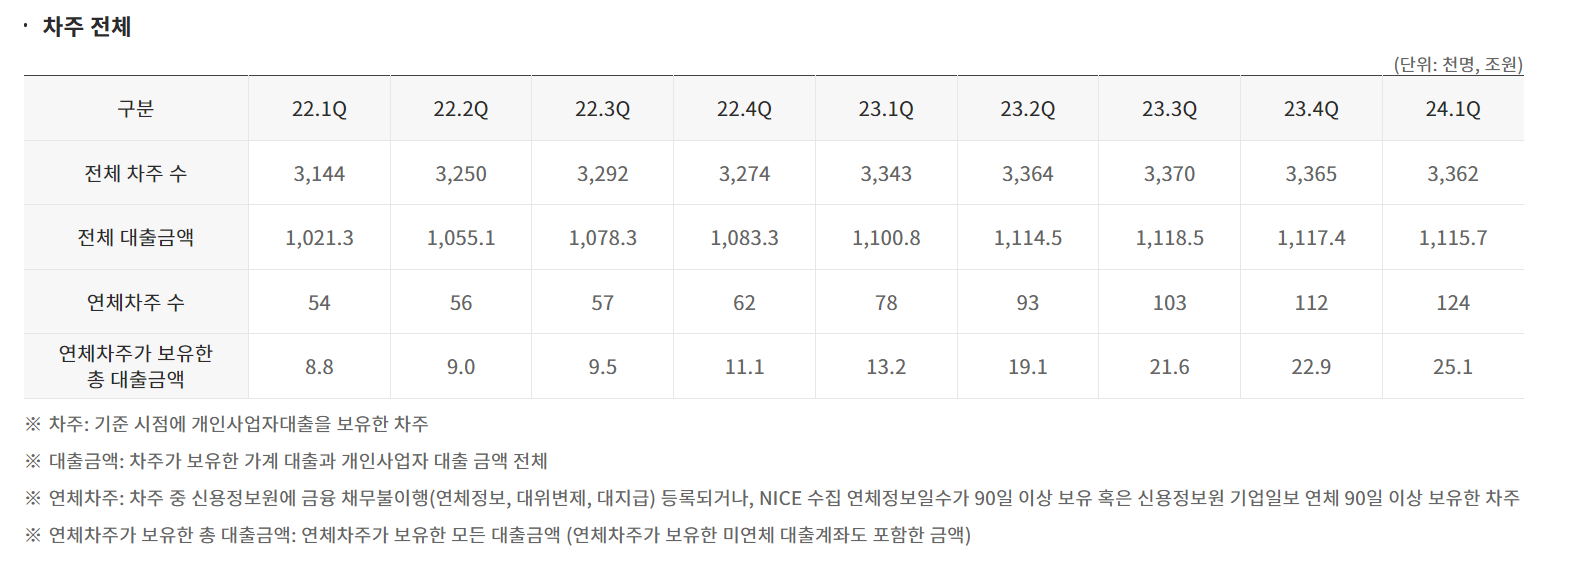 · 차주 전체
(단위: 천명, 조원)
구분 22.1Q 22.2Q 22.3Q 22.4Q 23.1Q 23.2Q 23.3Q 23.4Q 24.1Q
전체 차주 수 3,144 3,250 3,292 3,274 3,343 3,364 3,370 3,365 3,362
전체 대출금액 1,021.3 1,055.1 1,078.3 1,083.3 1,100.8 1,114.5 1,118.5 1,117.4 1,115.7
연체차주 수 54 56 57 62 78 93 103 112 124
연체차주가 보유한
총 대출금액 8.8 9.0 9.5 11.1 13.2 19.1 21.6 22.9 25.1
※ 차주: 기준 시점에 개인사업자대출을 보유한 차주
※ 대출금액: 차주가 보유한 가계 대출과 개인사업자 대출 금액 전체
※ 연체차주: 차주 중 신용정보원에 금융 채무불이행(연체정보, 대위변제, 대지급) 등록되거나, NICE 수집 연체정보일수가 90일 이상 보유 혹은 신용정보원 기업일보 연체 90일 이상 보유한 차주
※ 연체차주가 보유한 총 대출금액: 연체차주가 보유한 모든 대출금액 (연체차주가 보유한 미연체 대출계좌도 포함한 금액)